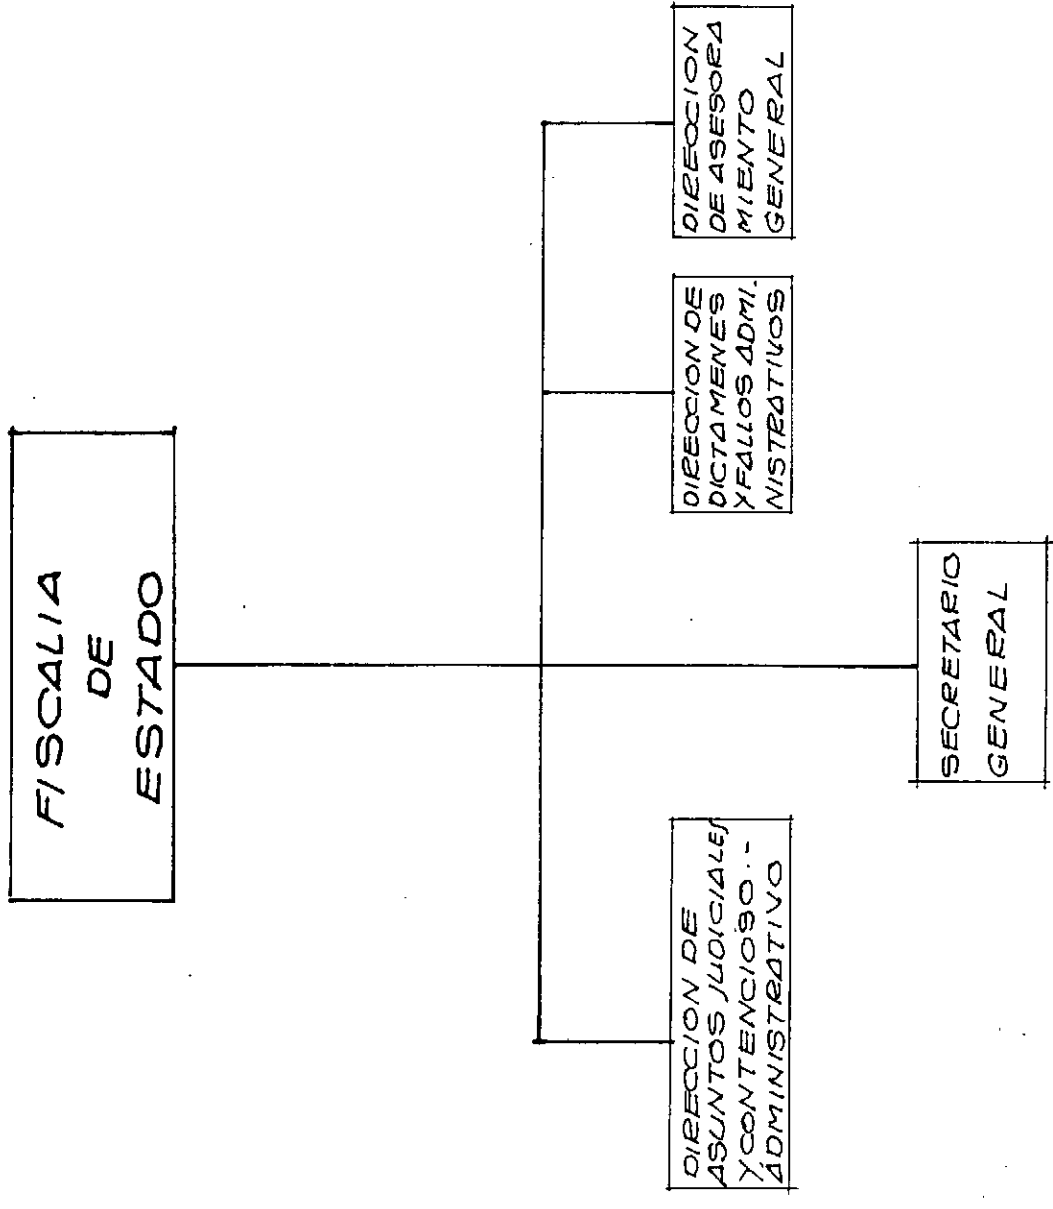 FISCALIA
DE
ESTADO
DIRECCION DE
ASUNTOS JUDICIALES
Y CONTENCIOSO.-
ADMINISTRATIVO
DIRECCION DE
DICTAMENES
Y FALLOS ADMI.
NISTRATIVOS
DIRECCION
DE ASESORA
MIENTO
GENERAL
SECRETARIO
GENERAL